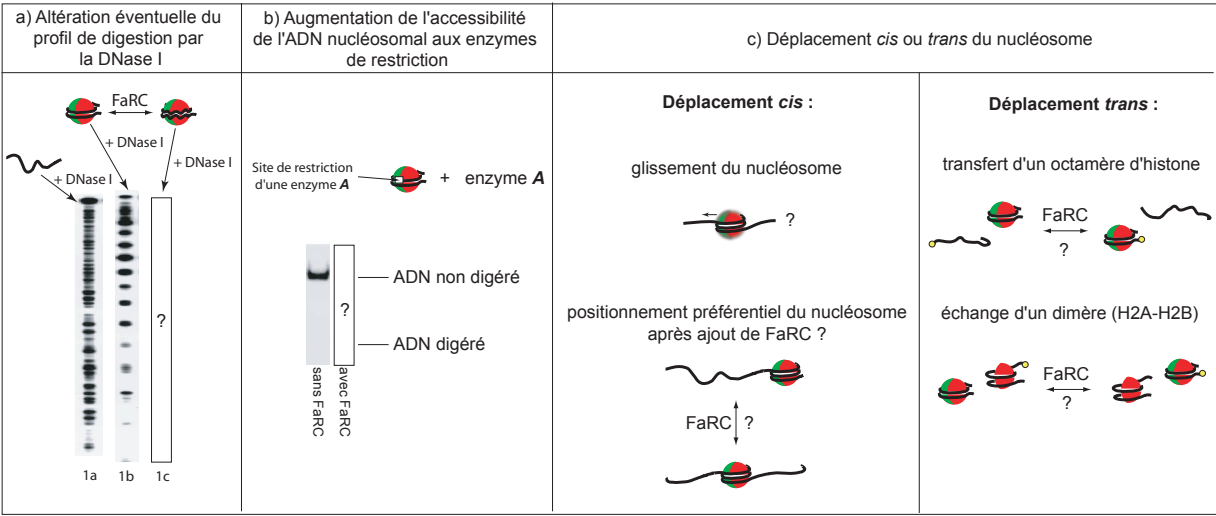 a) Altération éventuelle du
profil de digestion par
la DNase I
b) Augmentation de l'accessibilité
de l'ADN nucléosomal aux enzymes
de restriction
c) Déplacement cis ou trans du nucléosome
FaRC
+ DNase I
+ DNase I
+ DNase I
?
1a
1b
1c
Site de restriction
d'une enzyme A
+ enzyme A
?
ADN non digéré
ADN digéré
sans FaRC
avec FaRC
Déplacement cis :
glissement du nucléosome
?
positionnement préférentiel du nucléosome
après ajout de FaRC ?
FaRC ?
Déplacement trans :
transfert d'un octamère d'histone
FaRC
?
échange d'un dimère (H2A-H2B)
FaRC
?